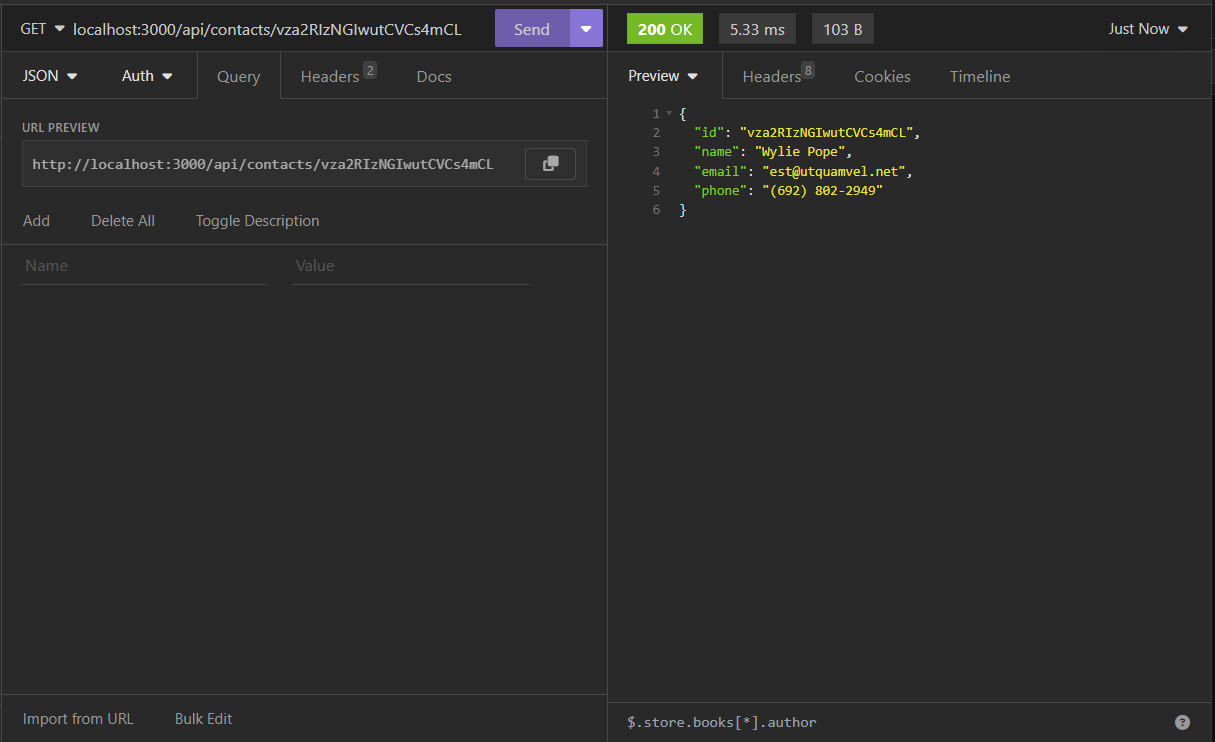 GET localhost:3000/api/contacts/vza2RIzNGIwutCVCs4mCL Send 200 OK 5.33 ms 103 B Just Now
JSON Auth Query Headers 2 Docs
Preview Headers 8 Cookies Timeline
URL PREVIEW
http://localhost:3000/api/contacts/vza2RIzNGIwutCVCs4mCL
Add Delete All Toggle Description
Name Value
Import from URL Bulk Edit
1 {
2 "id": "vza2RIzNGIwutCVCs4mCL",
3 "name": "Wylie Pope",
4 "email": "est@utquamvel.net",
5 "phone": "(692) 802-2949"
6 }
$.store.books[*].author ?